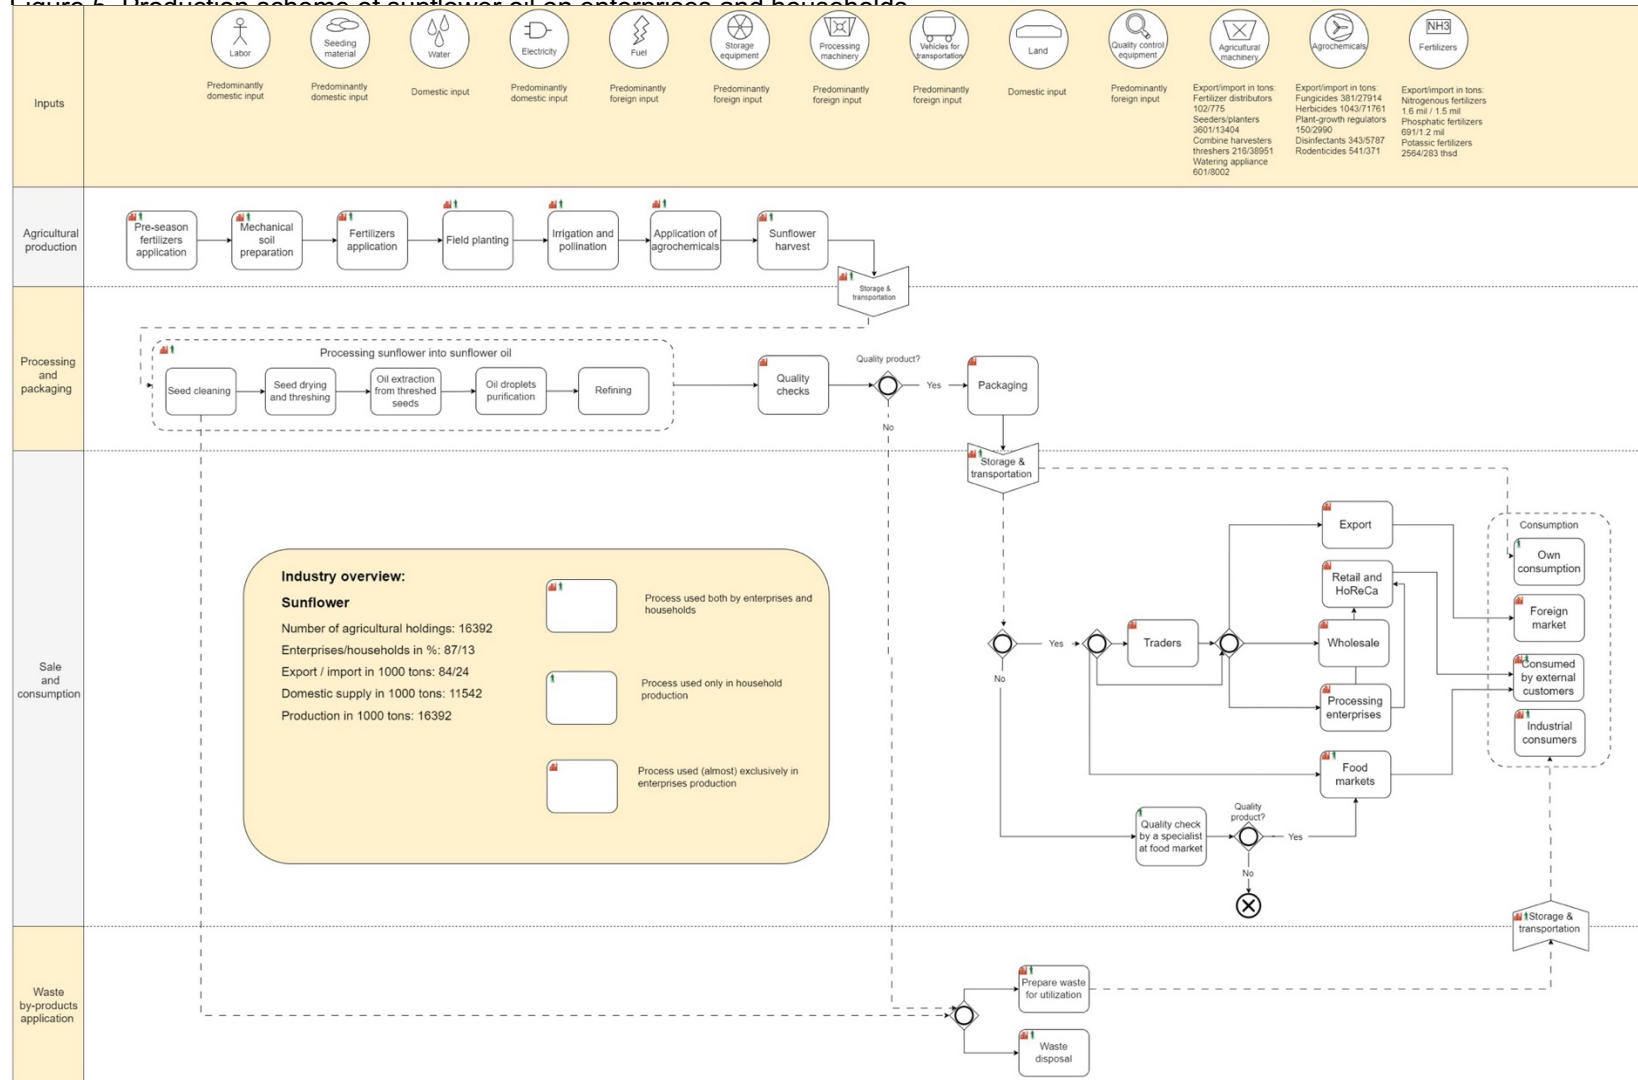 Figure 5. Production scheme of sunflower oil on enterprises and households
Inputs
Labor
Seeding
material
Water
Electricity
Fuel
Storage
equipment
Processing
machinery
Vehicles for
transportation
Land
Quality control
equipment
Agricultural
machinery
Agrochemicals
NH3
Fertilizers
Predominantly
domestic input
Predominantly
domestic input
Domestic input
Predominantly
domestic input
Predominantly
foreign input
Predominantly
foreign input
Predominantly
foreign input
Predominantly
foreign input
Domestic input
Predominantly
foreign input
Export/import in tons:
Fertilizer distributors
102/775
Seeders/planters
3601/13404
Combine harvesters
threshers 216/38951
Watering appliance
601/8002
Export/import in tons:
Fungicides 381/27914
Herbicides 1043/71761
Plant-growth regulators
150/2990
Disinfectants 343/5787
Rodenticides 541/371
Export/import in tons:
Nitrogenous fertilizers
1.6 mil / 1.5 mil
Phosphatic fertilizers
691/1.2 mil
Potassic fertilizers
2564/283 thsd
Agricultural
production
Pre-season
fertilizers
application
Mechanical
soil
preparation
Fertilizers
application
Field planting
Irrigation and
pollination
Application of
agrochemicals
Sunflower
harvest
Storage &
transportation
Processing
and
packaging
Processing sunflower into sunflower oil
Seed cleaning
Seed drying
and threshing
Oil extraction
from threshed
seeds
Oil droplets
purification
Refining
Quality
checks
Quality product?
Yes
No
Packaging
Storage &
transportation
Sale
and
consumption
Industry overview:
Sunflower
Number of agricultural holdings: 16392
Enterprises/households in %: 87/13
Export / import in 1000 tons: 84/24
Domestic supply in 1000 tons: 11542
Production in 1000 tons: 16392
Process used both by enterprises and
households
Process used only in household
production
Process used (almost) exclusively in
enterprises production
Yes
No
Traders
Export
Retail and
HoReCa
Wholesale
Processing
enterprises
Food
markets
Quality check
by a specialist
at food market
Quality
product?
Yes
No
Consumption
Own
consumption
Foreign
market
Consumed
by external
customers
Industrial
consumers
Storage &
transportation
Waste
by-products
application
Prepare waste
for utilization
Waste
disposal